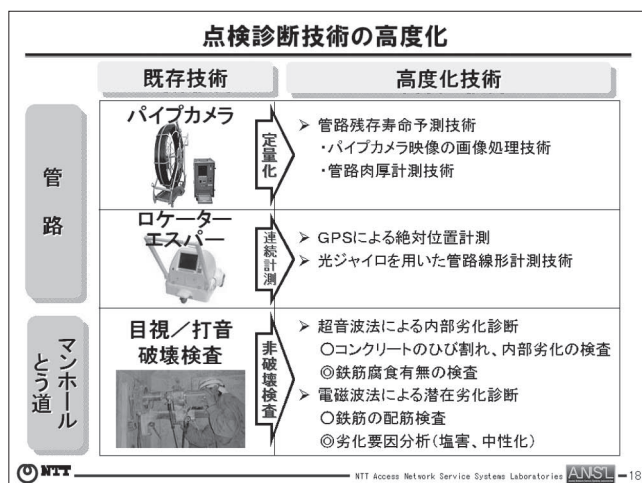 点検診断技術の高度化
既存技術
高度化技術
管路
パイプカメラ
定量化
➢ 管路残存寿命予測技術
・パイプカメラ映像の画像処理技術
・管路肉厚計測技術
ロケーター
エスパー
連続計測
➢ GPSによる絶対位置計測
➢ 光ジャイロを用いた管路線形計測技術
マンホール
とう道
目視／打音
破壊検査
非破壊検査
➢ 超音波法による内部劣化診断
○コンクリートのひび割れ、内部劣化の検査
◎鉄筋腐食有無の検査
➢ 電磁波法による潜在劣化診断
○鉄筋の配筋検査
◎劣化要因分析(塩害、中性化)
NTT
NTT Access Network Service Systems Laboratories
ANSL
18